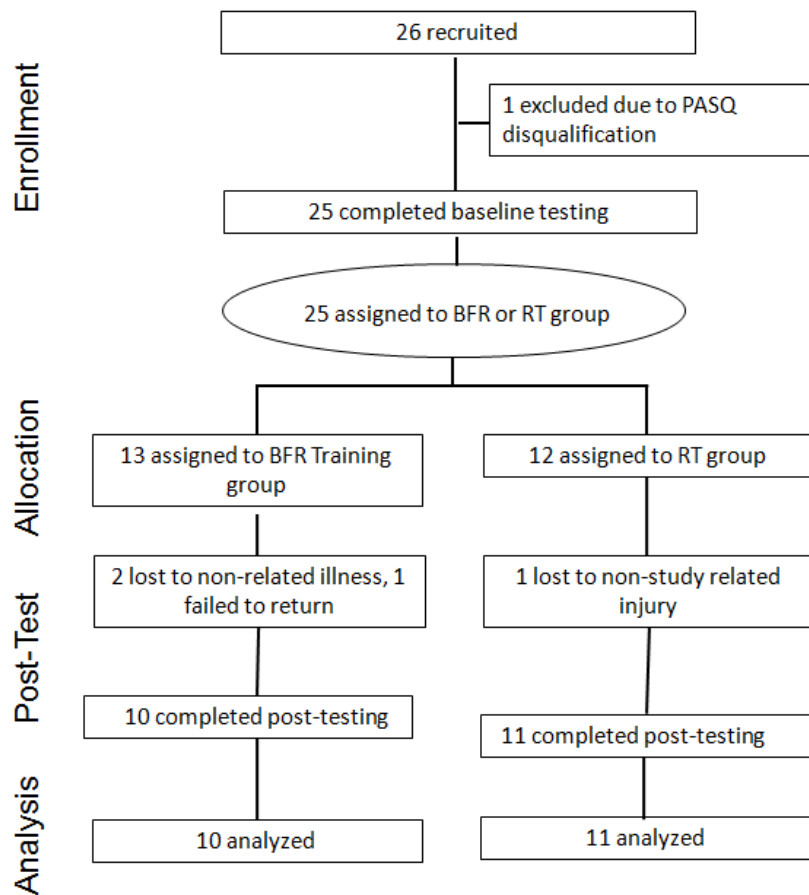 26 recruited
Enrollment
1 excluded due to PASQ
disqualification
25 completed baseline testing
25 assigned to BFR or RT group
Allocation
13 assigned to BFR Training
group
12 assigned to RT group
Post-Test
2 lost to non-related illness, 1
failed to return
1 lost to non-study related
injury
10 completed post-testing
11 completed post-testing
Analysis
10 analyzed
11 analyzed